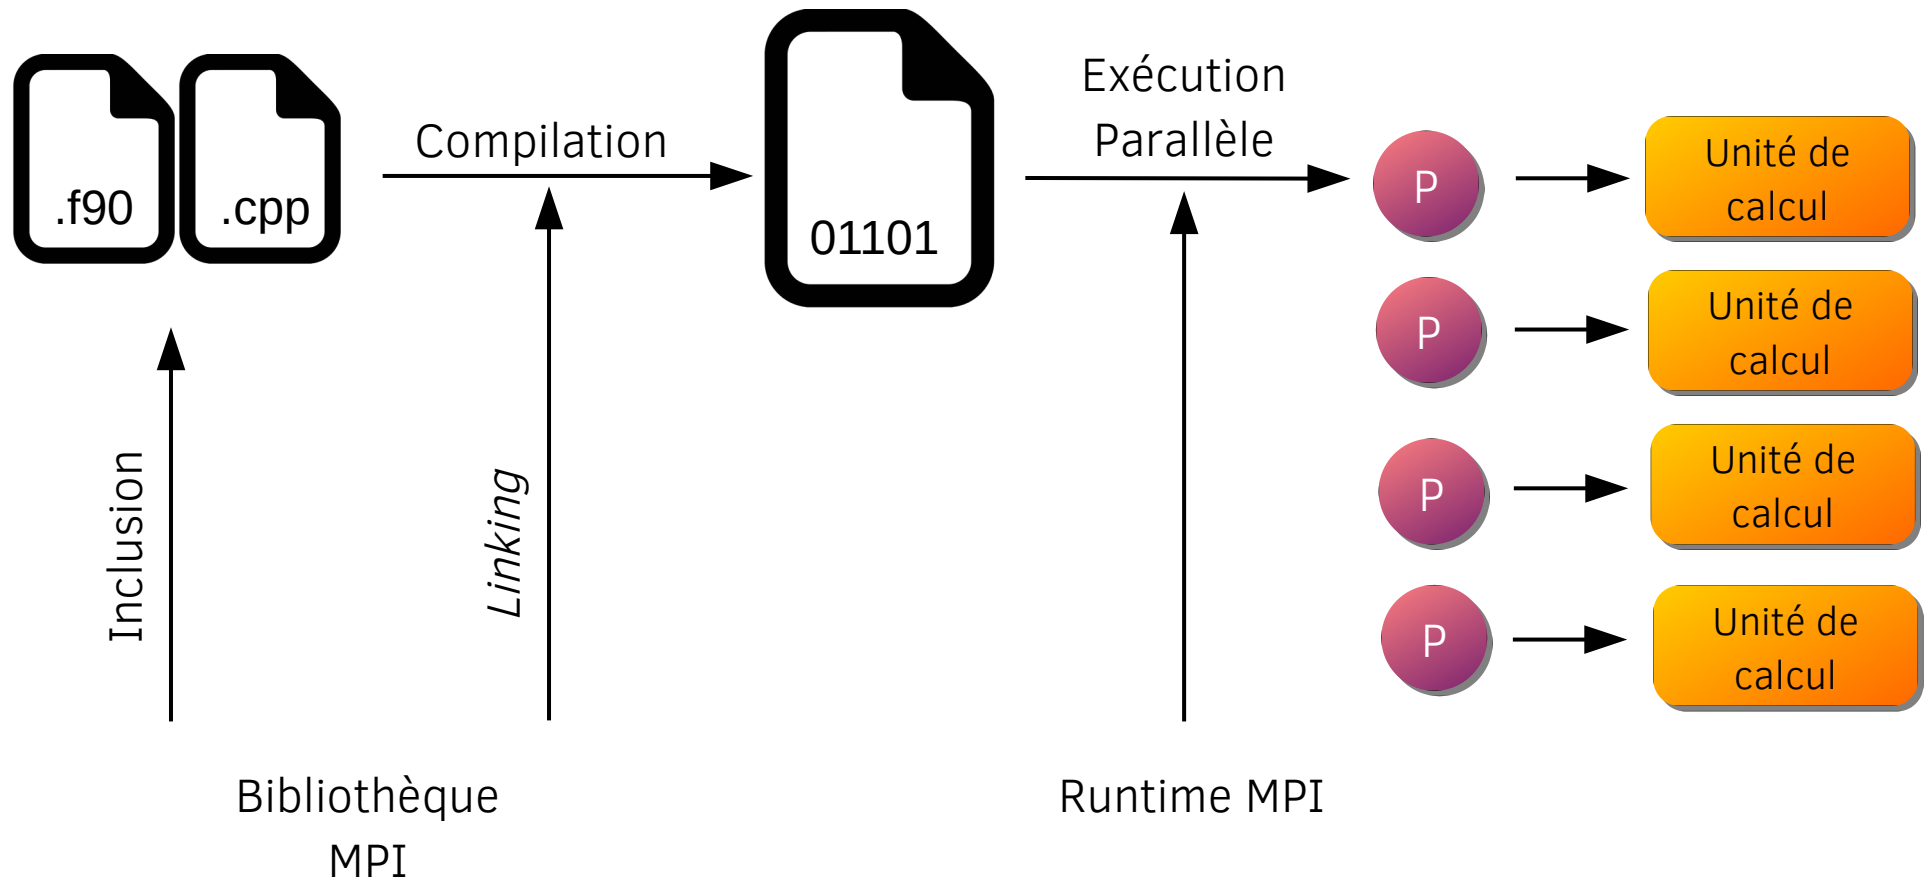 .f90
.cpp
Compilation
01101
Exécution
Parallèle
P
Unité de
calcul
P
Unité de
calcul
P
Unité de
calcul
P
Unité de
calcul
Inclusion
Linking
Bibliothèque
MPI
Runtime MPI